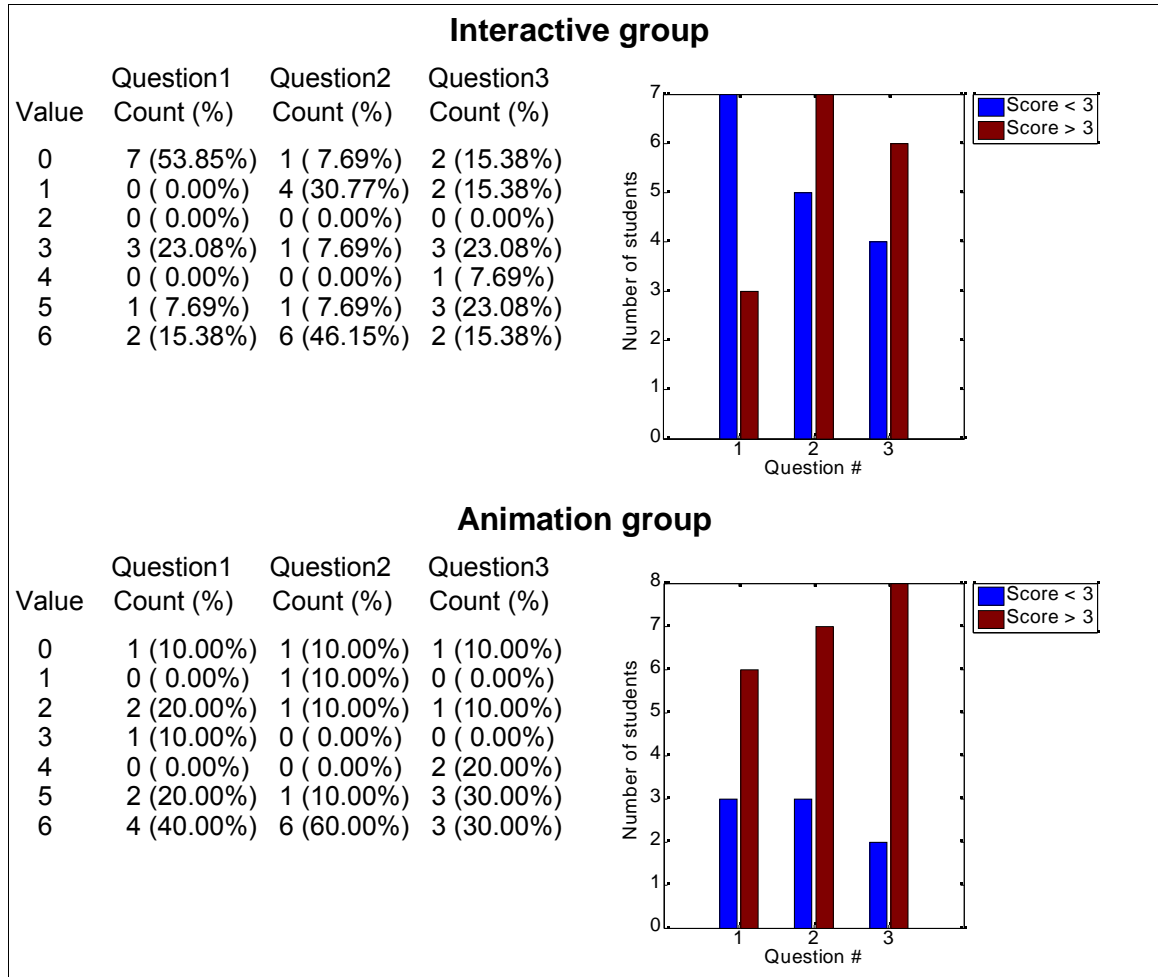 Interactive group
Question1 Question2 Question3
Value Count (%) Count (%) Count (%)
0 7 (53.85%) 1 ( 7.69%) 2 (15.38%)
1 0 ( 0.00%) 4 (30.77%) 2 (15.38%)
2 0 ( 0.00%) 0 ( 0.00%) 0 ( 0.00%)
3 3 (23.08%) 1 ( 7.69%) 3 (23.08%)
4 0 ( 0.00%) 0 ( 0.00%) 1 ( 7.69%)
5 1 ( 7.69%) 1 ( 7.69%) 3 (23.08%)
6 2 (15.38%) 6 (46.15%) 2 (15.38%)
7
6
5
4
3
2
1
0
Number of students
1 2 3
Question #
Score < 3
Score > 3
Animation group
Question1 Question2 Question3
Value Count (%) Count (%) Count (%)
0 1 (10.00%) 1 (10.00%) 1 (10.00%)
1 0 ( 0.00%) 1 (10.00%) 0 ( 0.00%)
2 2 (20.00%) 1 (10.00%) 1 (10.00%)
3 1 (10.00%) 0 ( 0.00%) 0 ( 0.00%)
4 0 ( 0.00%) 0 ( 0.00%) 2 (20.00%)
5 2 (20.00%) 1 (10.00%) 3 (30.00%)
6 4 (40.00%) 6 (60.00%) 3 (30.00%)
8
7
6
5
4
3
2
1
0
Number of students
1 2 3
Question #
Score < 3
Score > 3